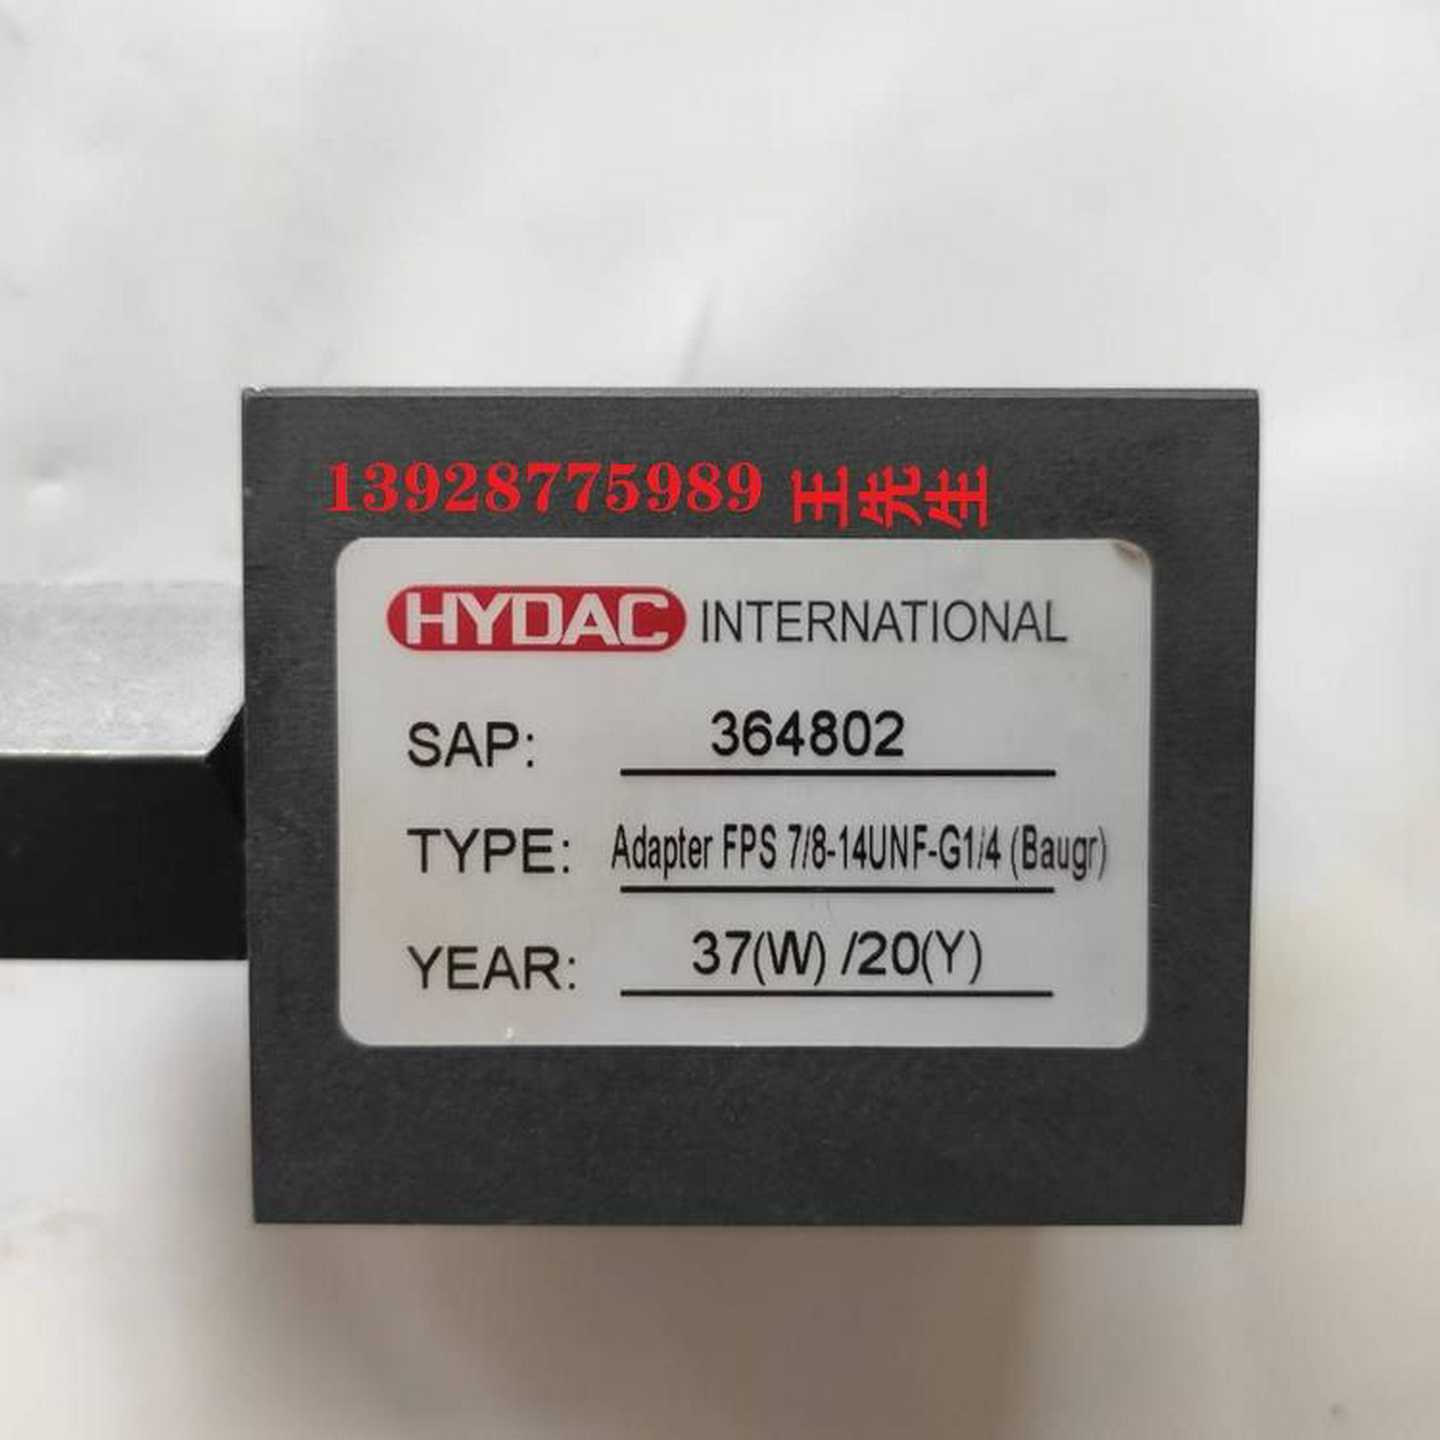 13928775989 王先生
HYDAC INTERNATIONAL
SAP: 364802
TYPE: Adapter FPS 7/8-14UNF-G1/4 (Baugr)
YEAR: 37(W) /20(Y)